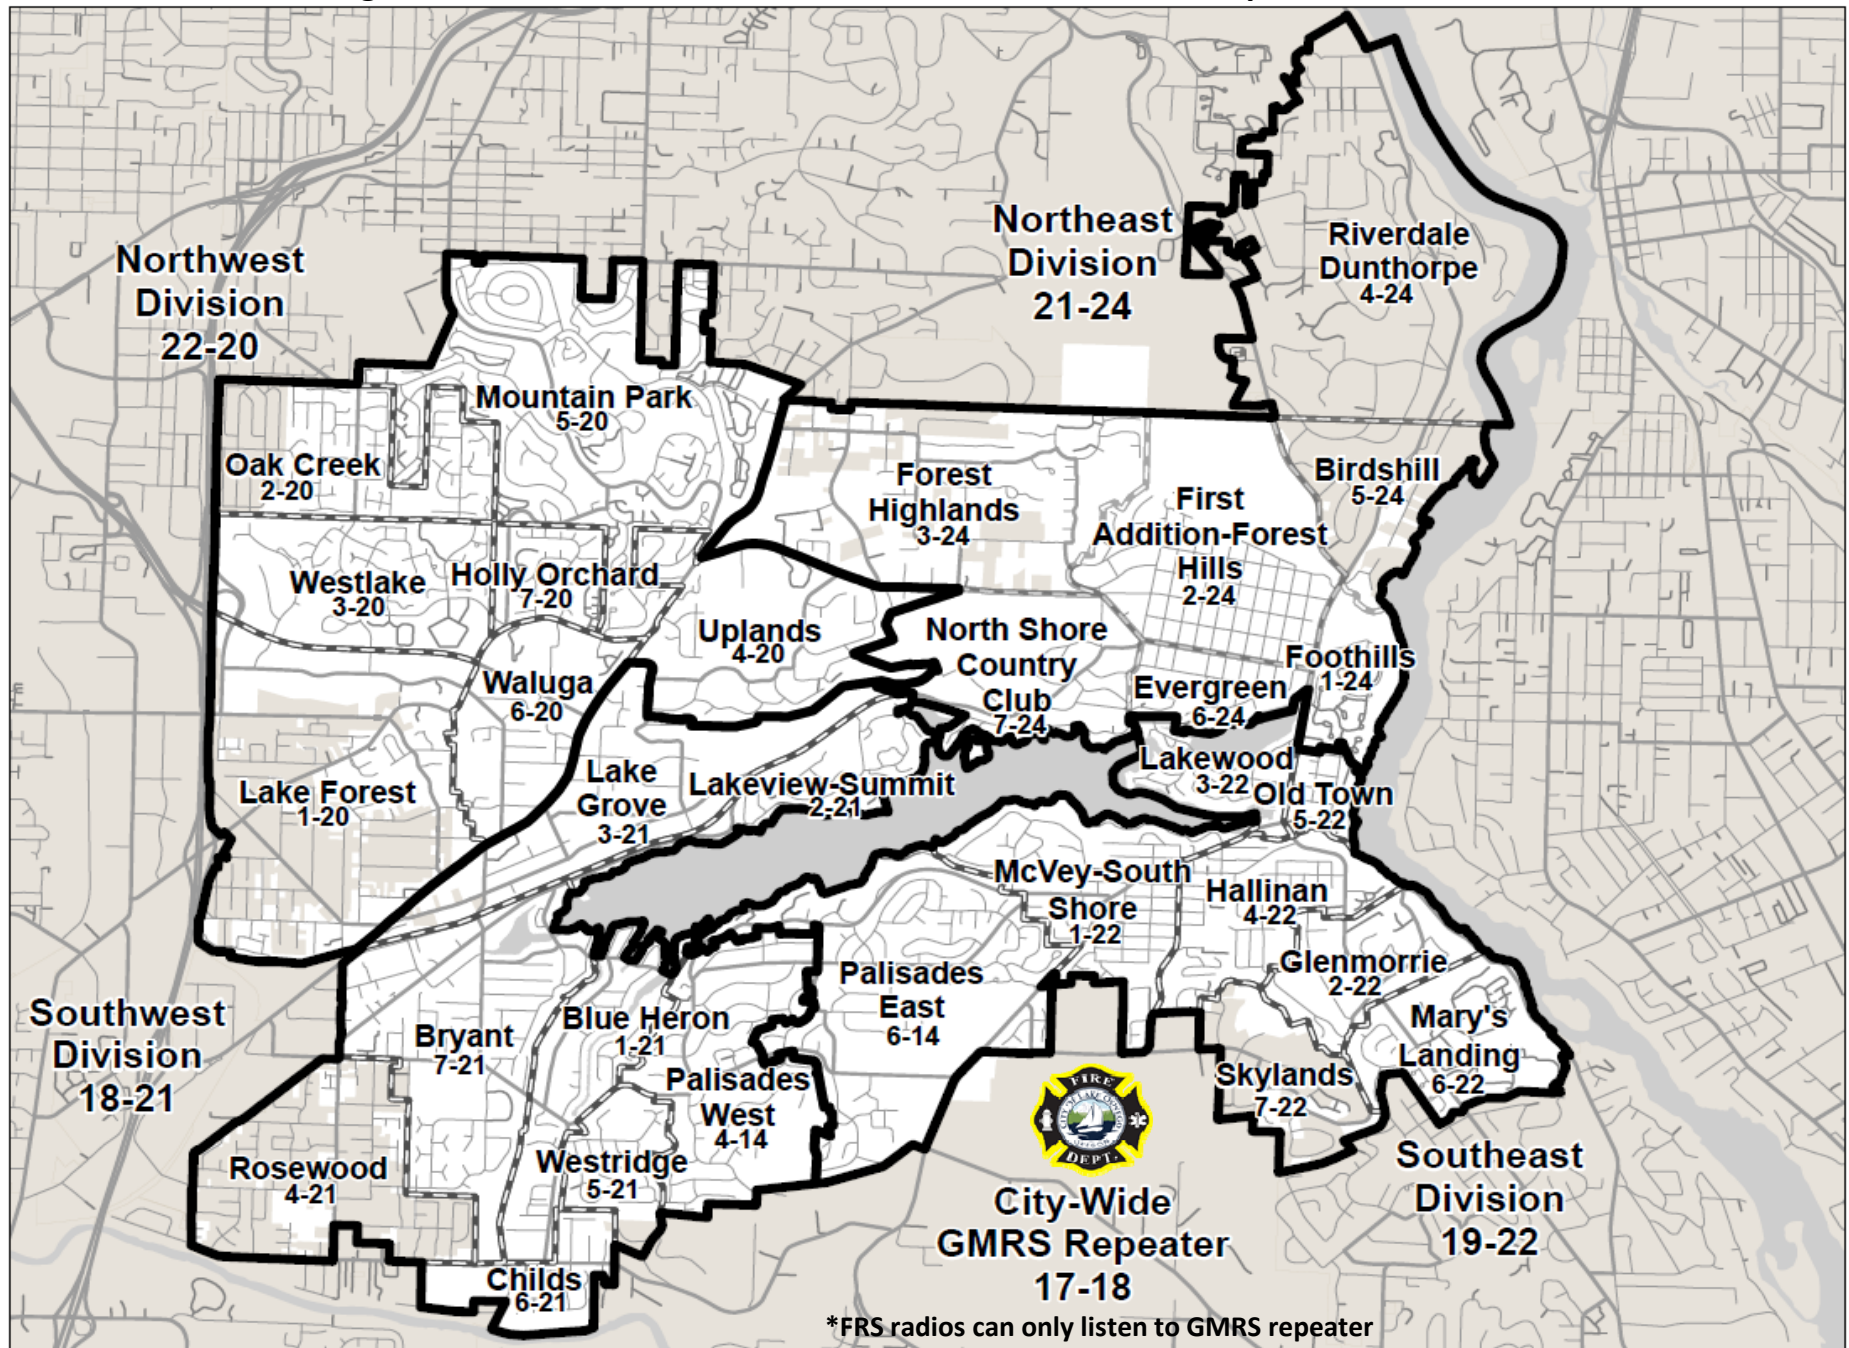 Northwest
Division
22-20
Northeast
Division
21-24
Riverdale
Dunthorpe
4-24
Mountain Park
5-20
Oak Creek
2-20
Forest
Highlands
3-24
First
Addition-Forest
Hills
2-24
Birdshill
5-24
Westlake
3-20
Holly Orchard
7-20
Uplands
4-20
North Shore
Country
Club
7-24
Foothills
1-24
Evergreen
6-24
Waluga
6-20
Lake Forest
1-20
Lake
Grove
3-21
Lakeview-Summit
2-21
Lakewood
3-22
Old Town
5-22
McVey-South
Shore
1-22
Hallinan
4-22
Glenmorrie
2-22
Palisades
East
6-14
Southwest
Division
18-21
Bryant
7-21
Blue Heron
1-21
Palisades
West
4-14
Mary's
Landing
6-22
Skylands
7-22
Rosewood
4-21
Westridge
5-21
Childs
6-21
FIRE
CITY OF LAKE OSWEGO
OREGON
DEPT.
City-Wide
GMRS Repeater
17-18
Southeast
Division
19-22
*FRS radios can only listen to GMRS repeater